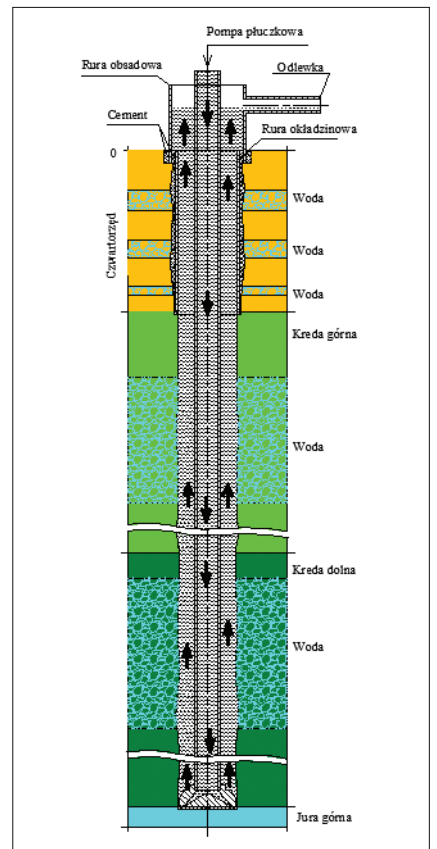 Pompa płuczkowa
Rura obsadowa
Odlewka
Cement
Rura okładzinowa
0
Czwartorzęd
Woda
Woda
Woda
Kreda górna
Woda
Kreda dolna
Woda
Jura górna